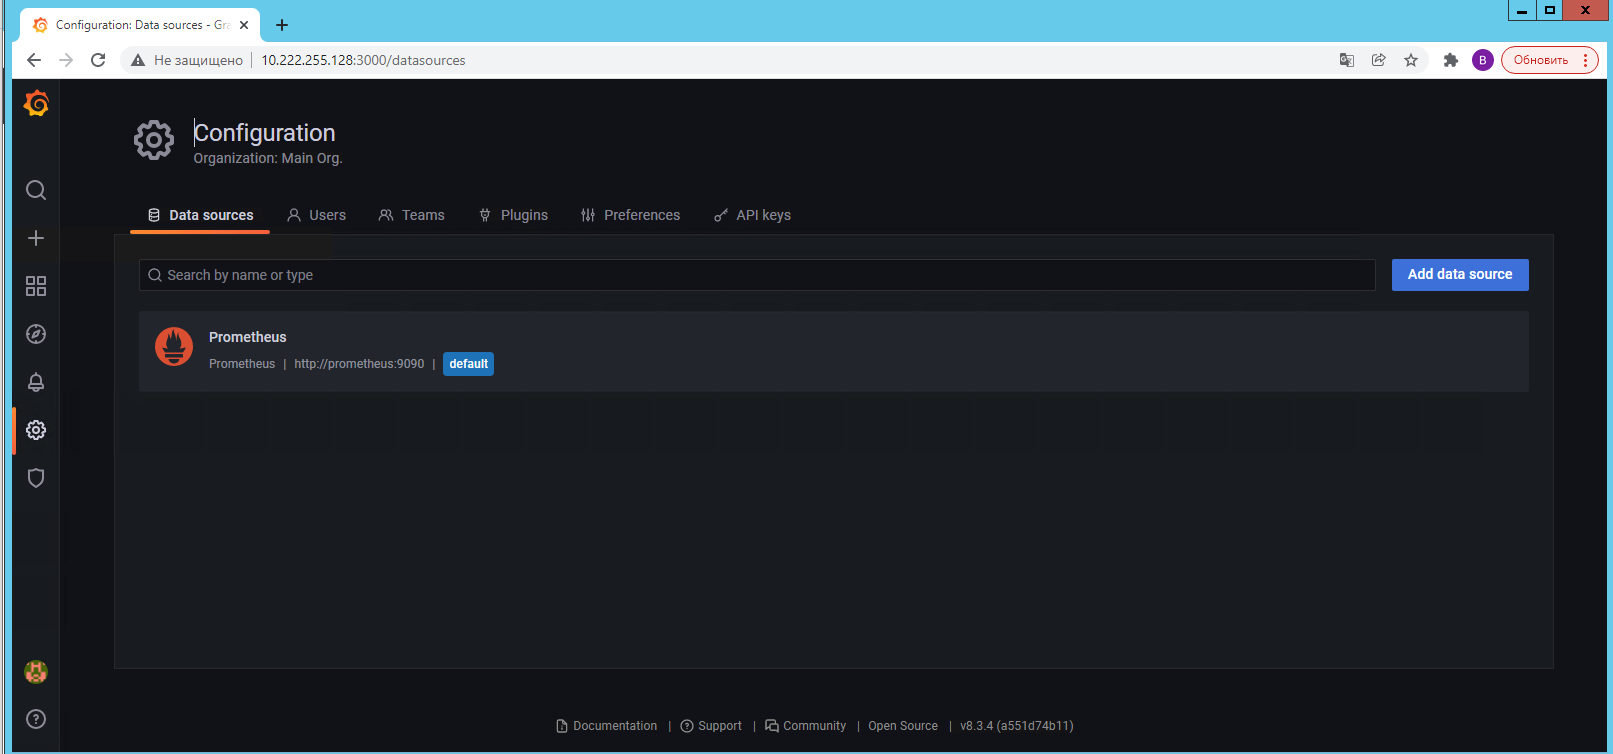 Configuration: Data sources - Gra
Не защищено 10.222.255.128:3000/datasources
B
Обновить
Configuration
Organization: Main Org.
Data sources Users Teams Plugins Preferences API keys
Search by name or type
Add data source
Prometheus
Prometheus | http://prometheus:9090 | default
Documentation | Support | Community | Open Source | v8.3.4 (a551d74b11)